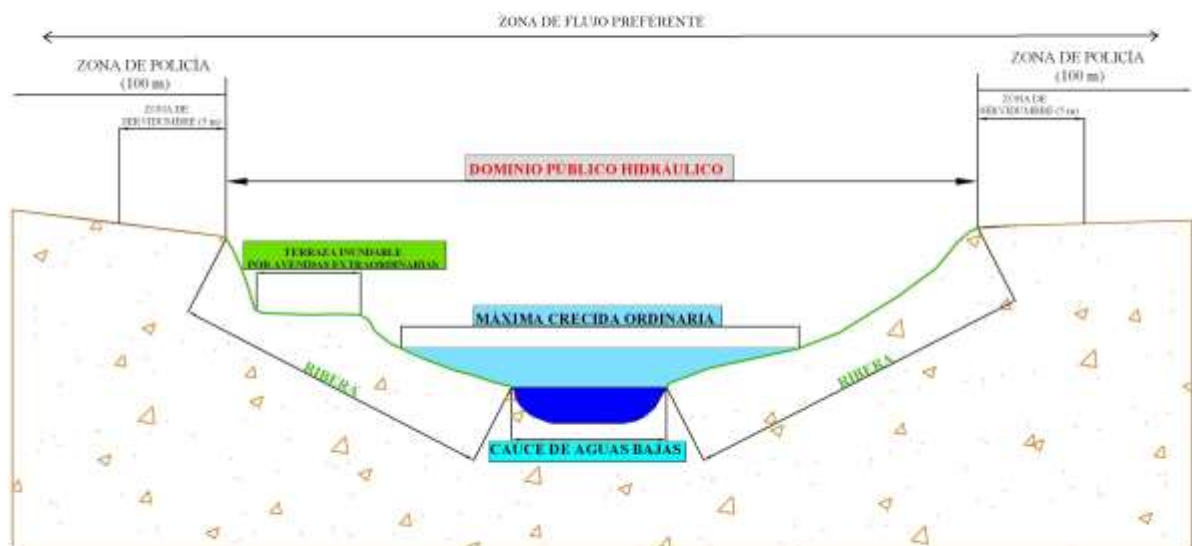 ZONA DE FLUJO PREFERENTE
ZONA DE POLICÍA
(100 m)
ZONA DE
SERVIDUMBRE (5 m)
ZONA DE POLICÍA
(100 m)
ZONA DE
SERVIDUMBRE (5 m)
DOMINIO PÚBLICO HIDRÁULICO
TERRAZA INUNDABLE
POR AVENIDAS EXTRAORDINARIAS
MÁXIMA CRECIDA ORDINARIA
RIBERA
RIBERA
CAUCE DE AGUAS BAJAS